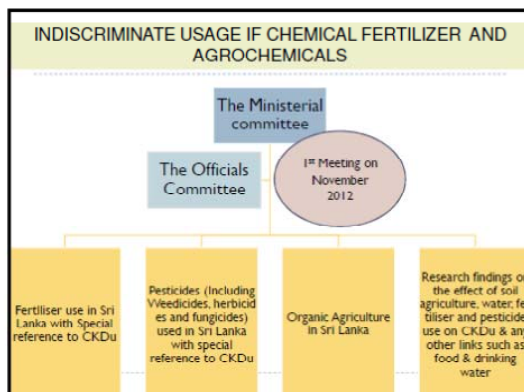 INDISCRIMINATE USAGE IF CHEMICAL FERTILIZER AND
AGROCHEMICALS
The Ministerial
committee
The Officials
Committee
1st Meeting on
November
2012
Fertiliser use in Sri
Lanka with Special
reference to CKDu
Pesticides (Including
Weedicides, herbicid
es and fungicides)
used in Sri Lanka
with special
reference to CKDu
Organic Agriculture
in Sri Lanka
Research findings on
the effect of soil
agriculture, water, fer
tiliser and pesticide
use on CKDu & any
other links such as
food & drinking
water